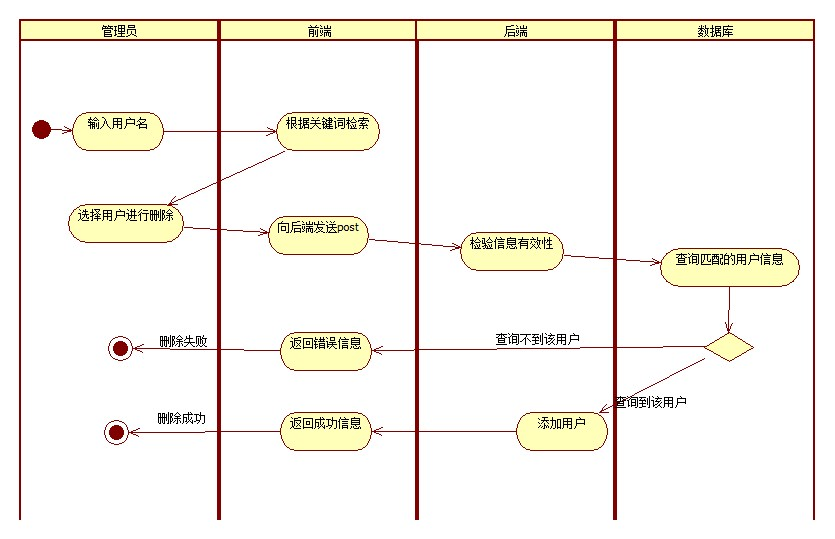 管理员
前端
后端
数据库
输入用户名
根据关键词检索
选择用户进行删除
向后端发送post
检验信息有效性
查询匹配的用户信息
删除失败
返回错误信息
查询不到该用户
查询到该用户
删除成功
返回成功信息
添加用户